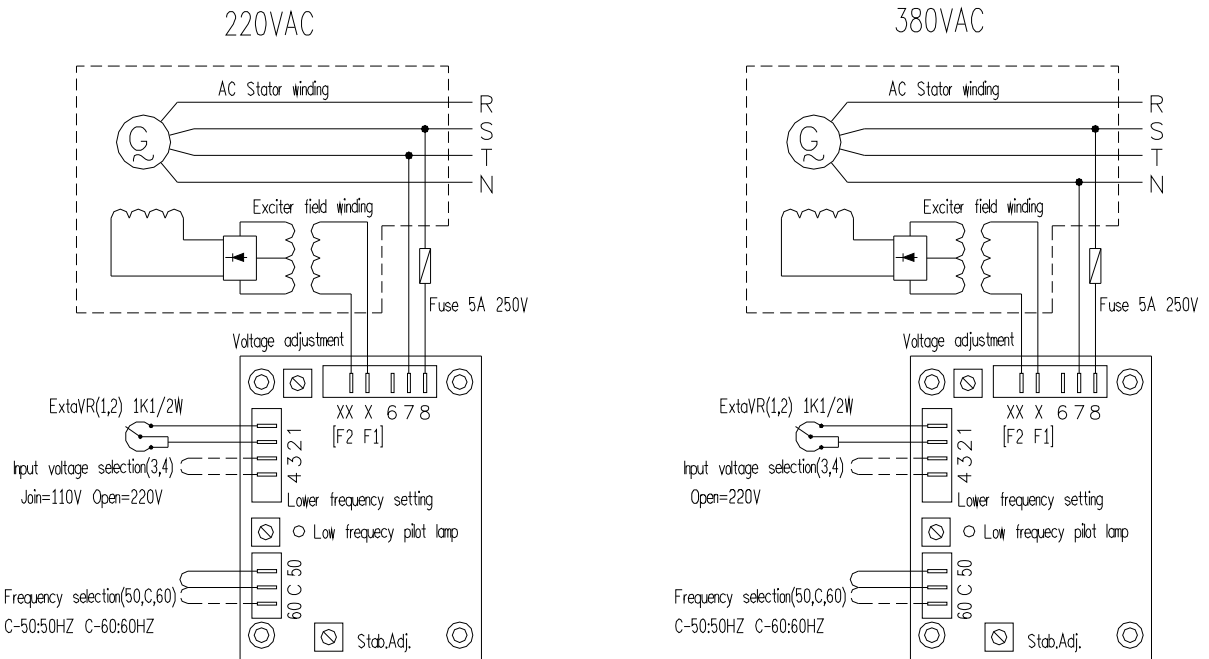 220VAC
AC Stator winding
R
S
T
N
G
Exciter field winding
Fuse 5A 250V
Voltage adjustment
XX X 6 7 8
[F2 F1]
ExtaVR(1,2) 1K1/2W
4 3 2 1
Input voltage selection(3,4)
Join=110V Open=220V
Lower frequency setting
Low frequecy pilot lamp
60 C 50
Frequency selection(50,C,60)
C-50:50HZ C-60:60HZ
Stab.Adj.
380VAC
AC Stator winding
R
S
T
N
G
Exciter field winding
Fuse 5A 250V
Voltage adjustment
XX X 6 7 8
[F2 F1]
ExtaVR(1,2) 1K1/2W
4 3 2 1
Input voltage selection(3,4)
Open=220V
Lower frequency setting
Low frequecy pilot lamp
60 C 50
Frequency selection(50,C,60)
C-50:50HZ C-60:60HZ
Stab.Adj.